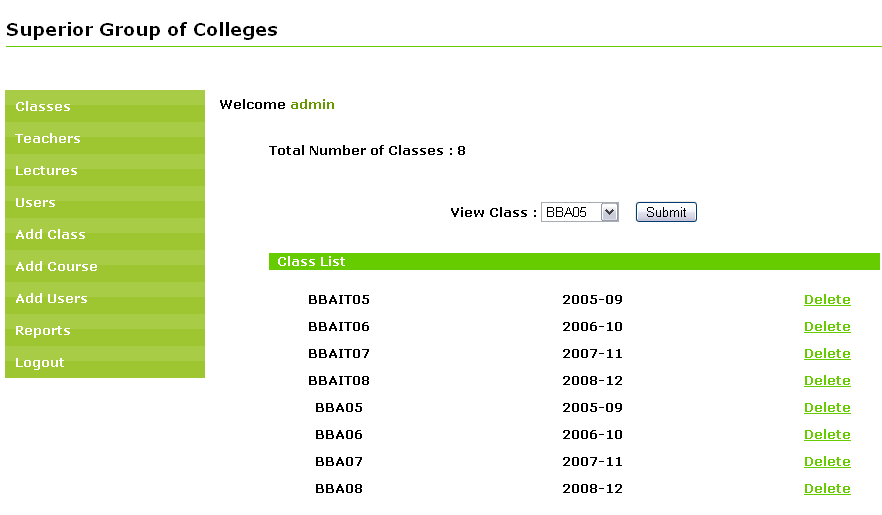 Superior Group of Colleges
Classes
Teachers
Lectures
Users
Add Class
Add Course
Add Users
Reports
Logout
Welcome admin
Total Number of Classes : 8
View Class : BBA05 Submit
Class List
BBAIT05 2005-09 Delete
BBAIT06 2006-10 Delete
BBAIT07 2007-11 Delete
BBAIT08 2008-12 Delete
BBA05 2005-09 Delete
BBA06 2006-10 Delete
BBA07 2007-11 Delete
BBA08 2008-12 Delete